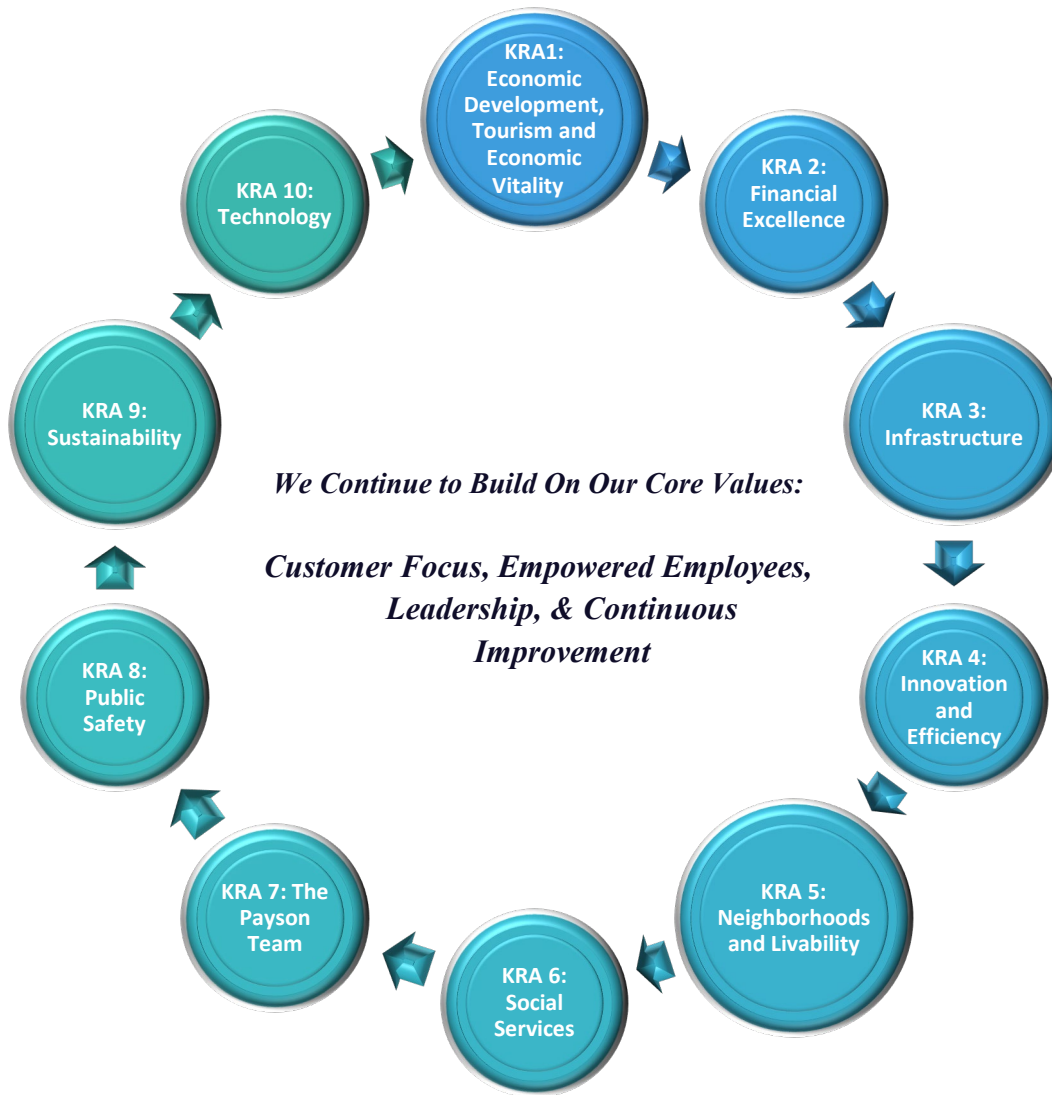 KRA1:
Economic
Development,
Tourism and
Economic
Vitality
KRA 2:
Financial
Excellence
KRA 3:
Infrastructure
KRA 4:
Innovation
and
Efficiency
KRA 5:
Neighborhoods
and Livability
KRA 6:
Social
Services
KRA 7: The
Payson
Team
KRA 8:
Public
Safety
KRA 9:
Sustainability
KRA 10:
Technology
We Continue to Build On Our Core Values:
Customer Focus, Empowered Employees,
Leadership, & Continuous
Improvement